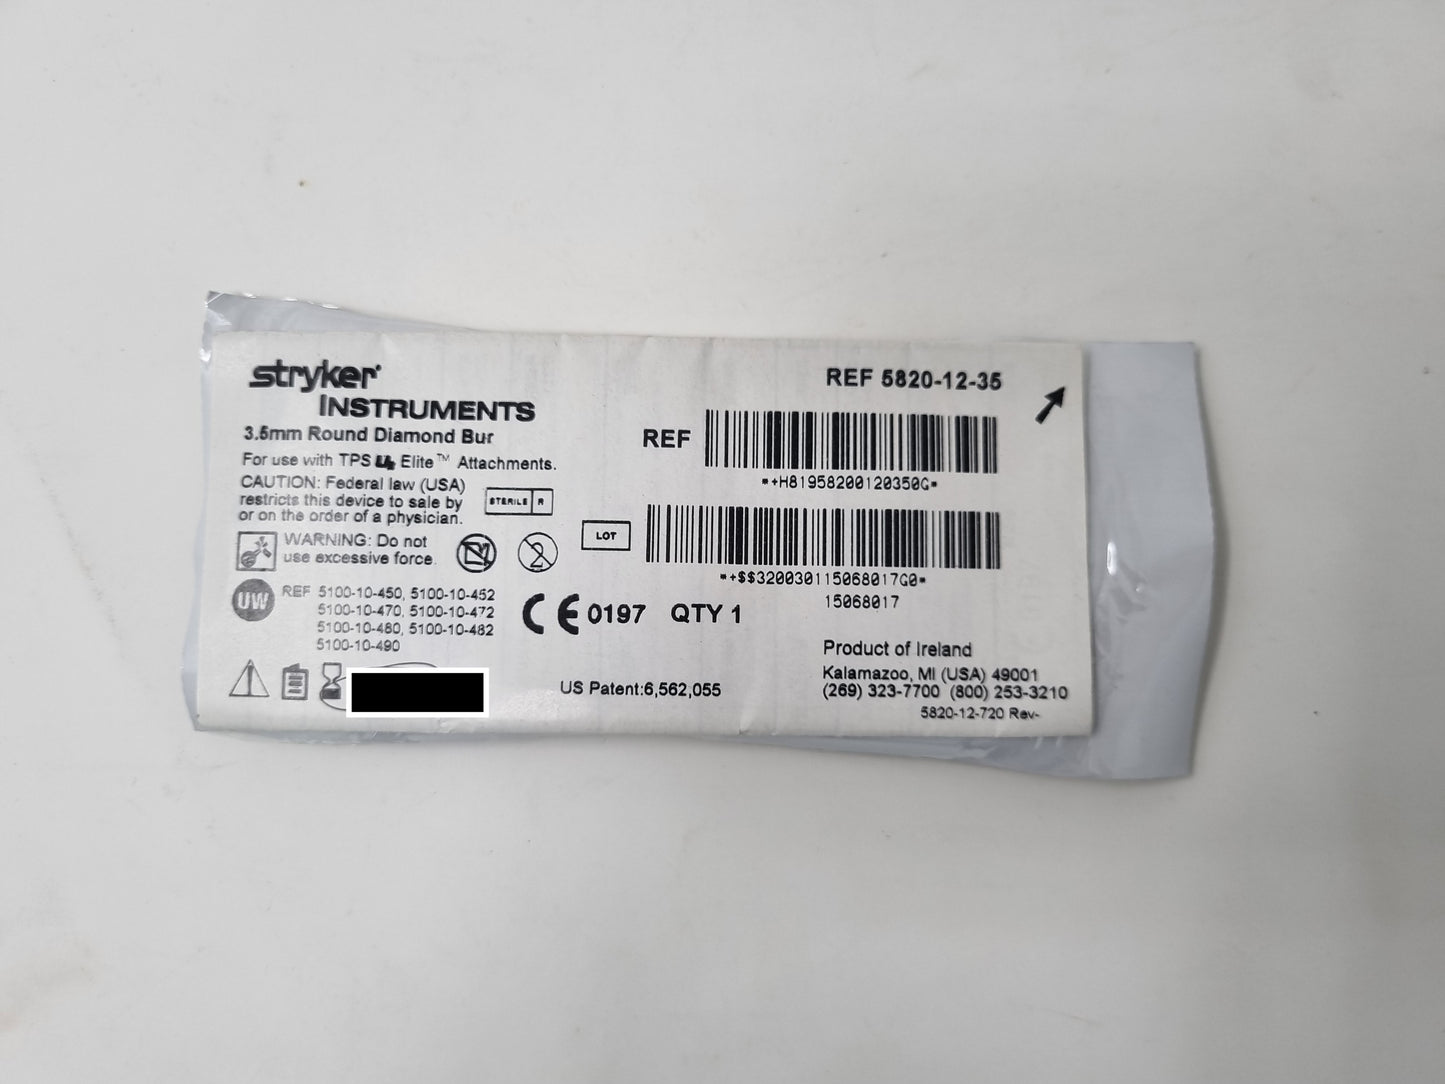 stryker
INSTRUMENTS
3.5mm Round Diamond Bur
For use with TPS Elite™ Attachments.
CAUTION: Federal law (USA)
restricts this device to sale by
or on the order of a physician.
STERILE R
WARNING: Do not
use excessive force.
2
UW
REF 5100-10-450, 5100-10-452
5100-10-470, 5100-10-472
5100-10-480, 5100-10-482
5100-10-490
CE 0197 QTY 1
US Patent:6,562,055
REF 5820-12-35
REF
*+H81958200120350G*
LOT
*+$$320030115068017G0*
15068017
Product of Ireland
Kalamazoo, MI (USA) 49001
(269) 323-7700 (800) 253-3210
5820-12-720 Rev-